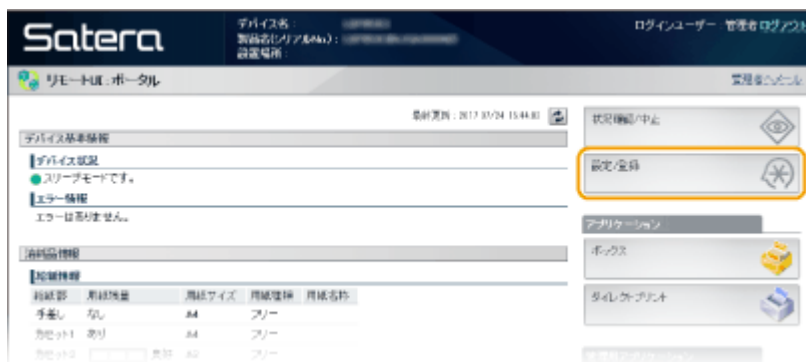 Satera
デバイス名:
製品名(シリアルNo.):
設置場所:
ログインユーザー: 管理者 ログアウト
リモートUI:ポータル
管理者へメール
最終更新: 2017 07/24 15:44:03
デバイス基本情報
デバイス状況
スリープモードです。
エラー情報
エラーはありません。
消耗品情報
給紙情報
給紙部 用紙残量 用紙サイズ 用紙種類 用紙名称
手差し なし A4 フリー
カセット1 あり A4 フリー
カセット2
フリー
状況確認/中止
設定/登録
アプリケーション
ボックス
ダイレクトプリント